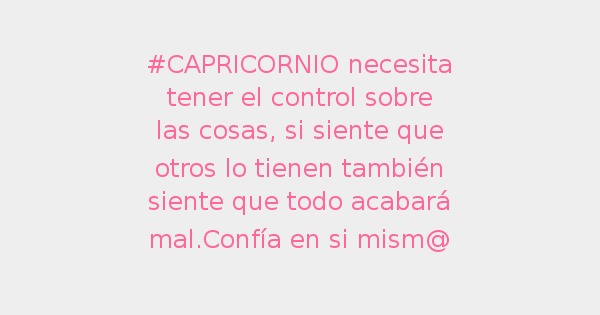 #CAPRICORNIO necesita
tener el control sobre
las cosas, si siente que
otros lo tienen también
siente que todo acabará
mal.Confía en si mism@